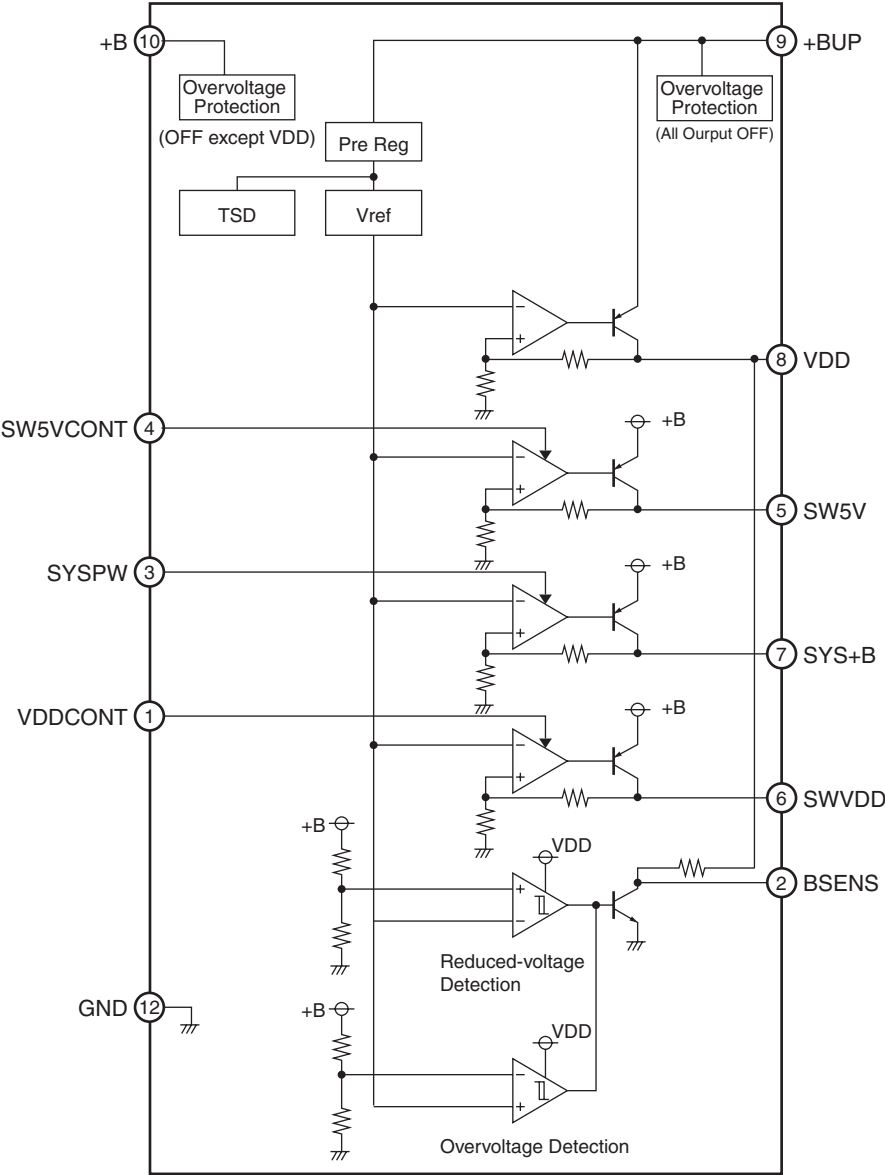 +B 10
9 +BUP
Overvoltage
Protection
(OFF except VDD)
Overvoltage
Protection
(All Ourput OFF)
Pre Reg
TSD
Vref
−
+
8 VDD
SW5VCONT 4
+B
−
+
5 SW5V
SYSPW 3
+B
−
+
7 SYS+B
VDDCONT 1
+B
−
+
6 SWVDD
+B
VDD
+
−
2 BSENS
Reduced-voltage
Detection
GND 12
+B
VDD
−
+
Overvoltage Detection